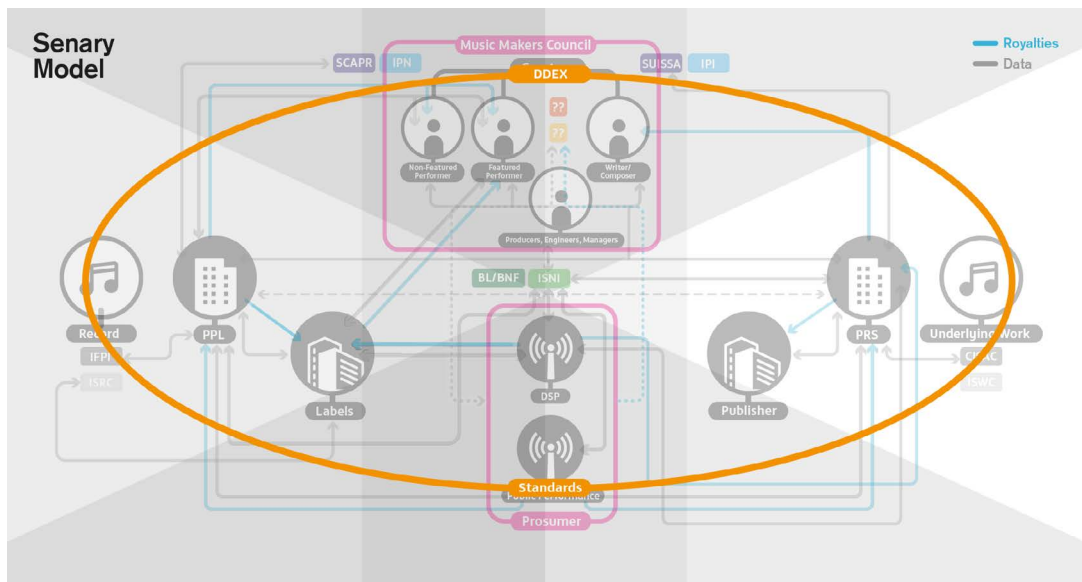 Senary
Model
Music Makers Council
Royalties
Data
SCAPR
IPN
SUISSA
IPI
DDEX
??
??
Non-Featured
Performer
Featured
Performer
Writer/
Composer
Producers, Engineers, Managers
BL/BNF
ISNI
Record
PPL
PRS
Underlying Work
IFPI
ISRC
ISWC
Labels
DSP
Publisher
Standards
Public Performance
Prosumer